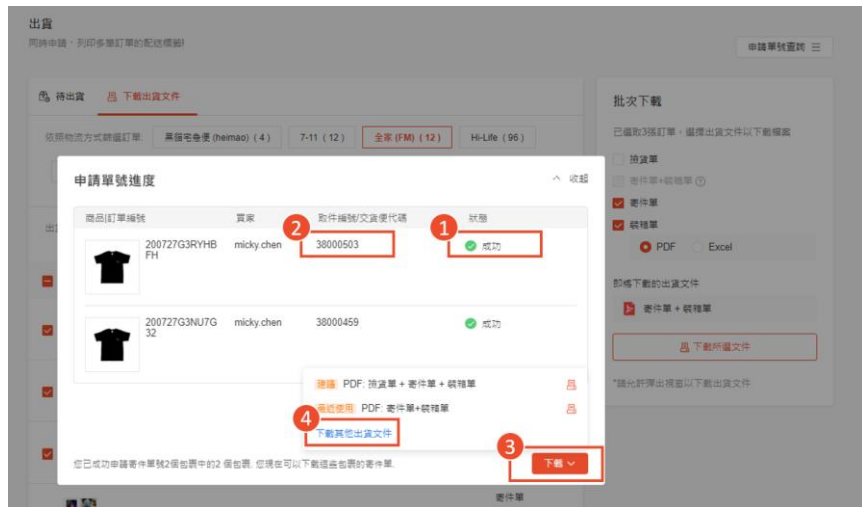 出貨
同時申請、列印多筆訂單的配送標籤!
申請單號查詢
待出貨
下載出貨文件
依照物流方式篩選訂單
黑貓宅急便 (heimao) ( 4 )
7-11 ( 12 )
全家 (FM) ( 12 )
Hi-Life ( 96 )
批次下載
已選取3張訂單,選擇出貨文件以下載檔案
撿貨單
寄件單+裝箱單
寄件單
裝箱單
PDF
Excel
即將下載的出貨文件
寄件單 + 裝箱單
下載所選文件
*請允許彈出視窗以下載出貨文件
申請單號進度
收起
商品|訂單編號
買家
取件編號/交貨便代碼
狀態
2
1
200727G3RYHB
FH
micky.chen
38000503
成功
200727G3NU7G
32
micky.chen
38000459
成功
建議 PDF: 撿貨單 + 寄件單 + 裝箱單
最近使用 PDF: 寄件單+裝箱單
4
下載其他出貨文件
3
您已成功申請寄件單號2個包裹中的2 個包裹. 您現在可以下載這些包裹的寄件單.
下載
寄件單